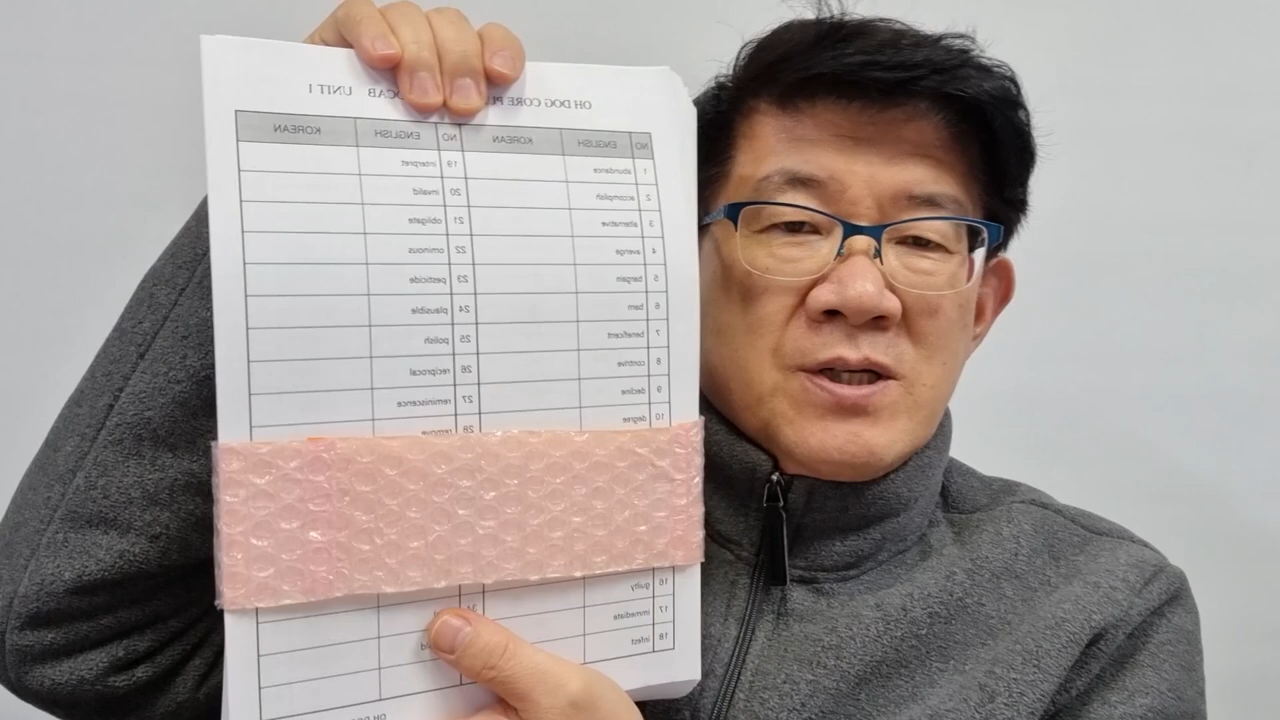 OH DOG CORE UNIT 1
NO ENGLISH KOREAN NO ENGLISH KOREAN
1 abundance 19 interpret
2 accomplish 20 invalid
3 alternative 21 obligate
4 avenge 22 ominous
5 bargain 23 pesticide
6 barn 24 plausible
7 beneficent 25 polish
8 contrive 26 reciprocal
9 decline 27 reminiscence
10 degree 28 remove
16 guilty
17 immediate
18 infest
OH